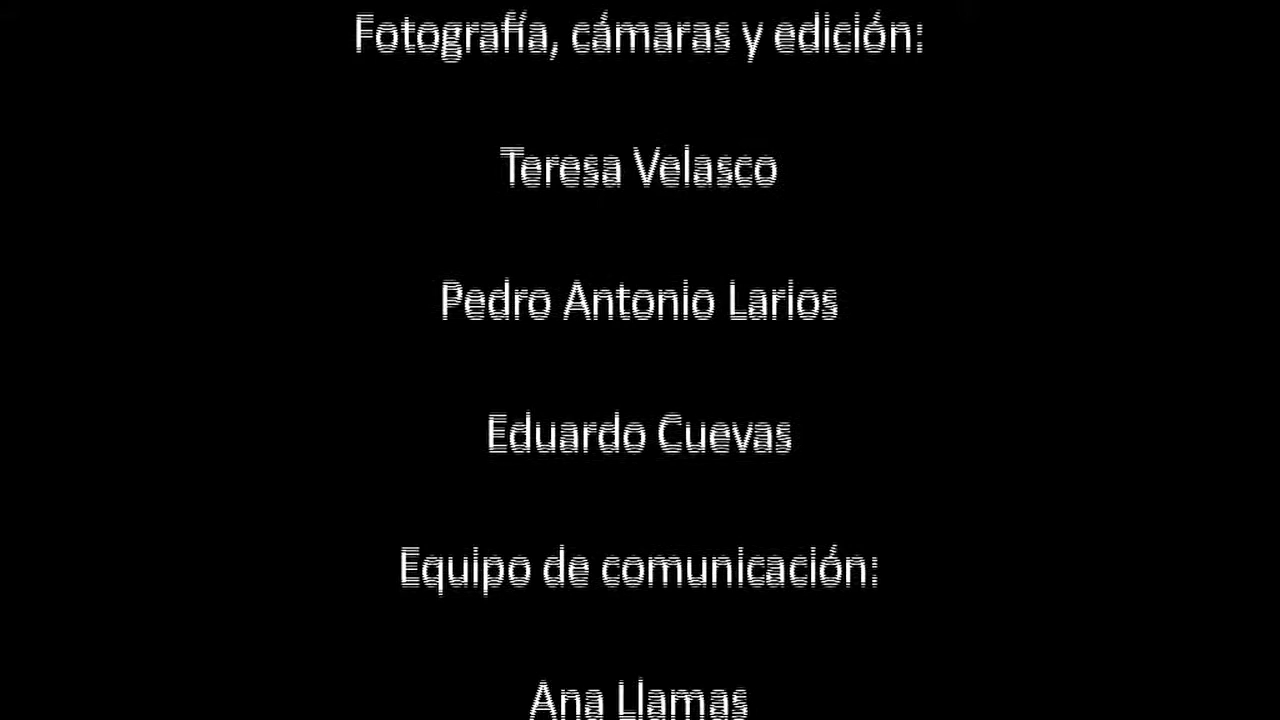 Fotografía, cámaras y edición:
Teresa Velasco
Pedro Antonio Larios
Eduardo Cuevas
Equipo de comunicación:
Ana Llamas